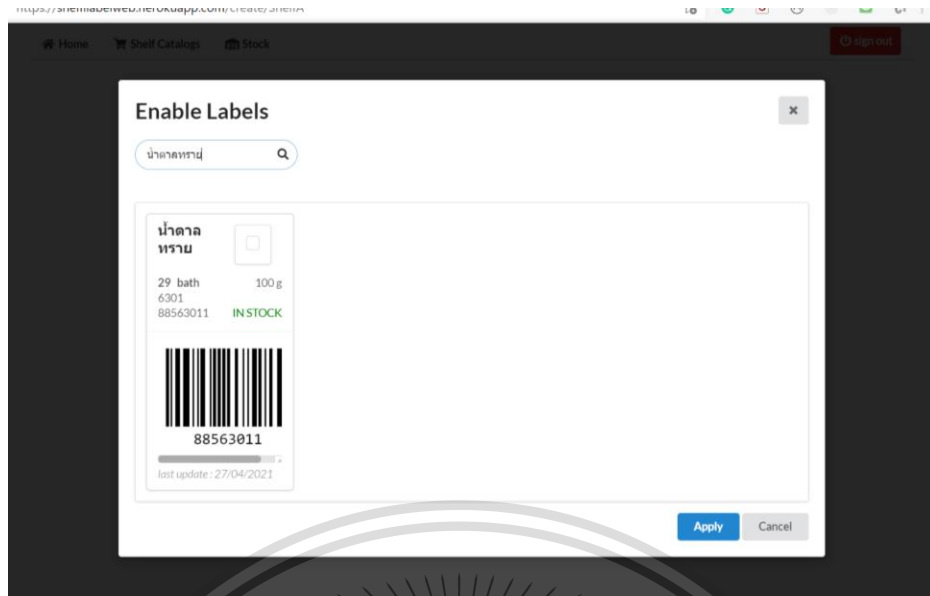 Home Shelf Catalogs Stock sign out
Enable Labels
น้ำตาลทราย
น้ำตาล
ทราย
29 bath 100 g
6301
88563011 IN STOCK
88563011
last update : 27/04/2021
Apply Cancel